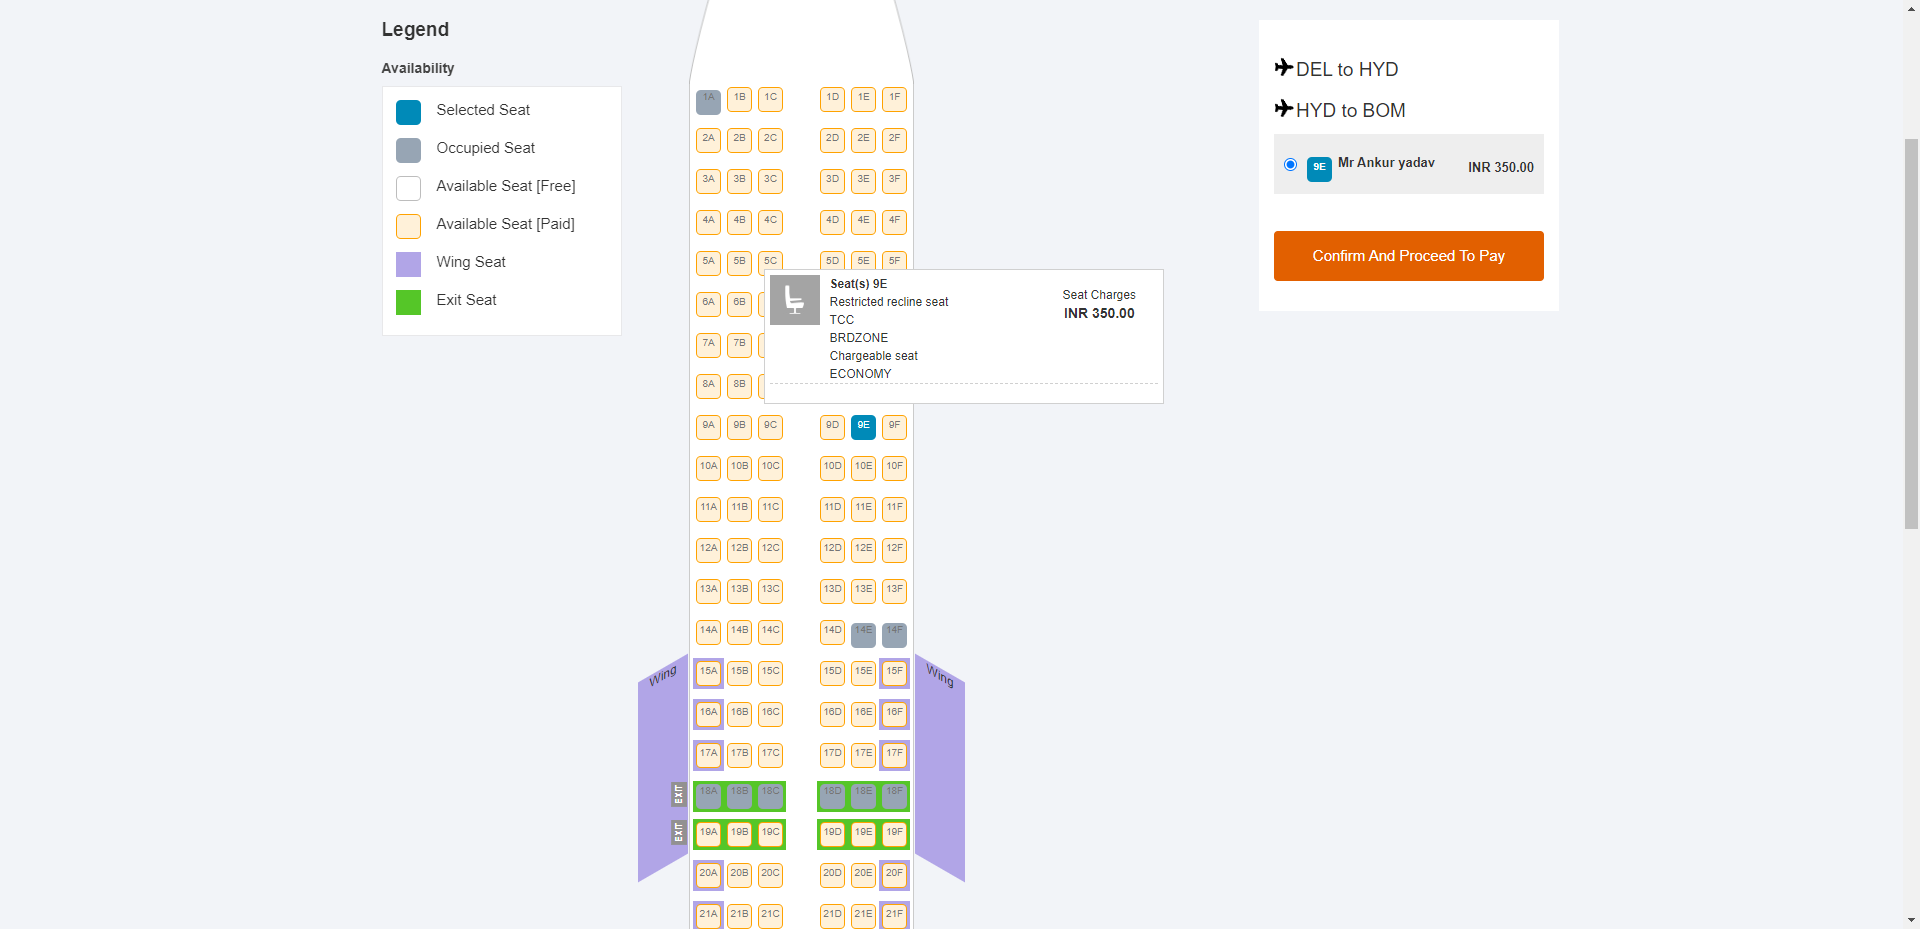 Legend
Availability
Selected Seat
Occupied Seat
Available Seat [Free]
Available Seat [Paid]
Wing Seat
Exit Seat
1A 1B 1C 1D 1E 1F
2A 2B 2C 2D 2E 2F
3A 3B 3C 3D 3E 3F
4A 4B 4C 4D 4E 4F
5A 5B 5C 5D 5E 5F
6A 6B
7A 7B
8A 8B
Seat(s) 9E
Restricted recline seat
TCC
BRDZONE
Chargeable seat
ECONOMY
Seat Charges
INR 350.00
9A 9B 9C 9D 9E 9F
10A 10B 10C 10D 10E 10F
11A 11B 11C 11D 11E 11F
12A 12B 12C 12D 12E 12F
13A 13B 13C 13D 13E 13F
14A 14B 14C 14D 14E 14F
Wing 15A 15B 15C 15D 15E 15F Wing
16A 16B 16C 16D 16E 16F
17A 17B 17C 17D 17E 17F
EXIT 18A 18B 18C 18D 18E 18F
EXIT 19A 19B 19C 19D 19E 19F
20A 20B 20C 20D 20E 20F
21A 21B 21C 21D 21E 21F
DEL to HYD
HYD to BOM
9E Mr Ankur yadav INR 350.00
Confirm And Proceed To Pay